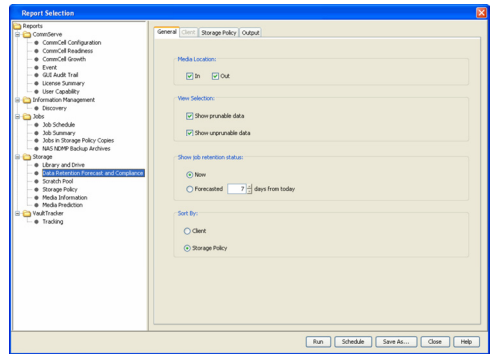 Report Selection
Reports
CommServe
CommCell Configuration
CommCell Readiness
CommCell Growth
Event
GUI Audit Trail
License Summary
User Capability
Information Management
Discovery
Jobs
Job Schedule
Job Summary
Jobs in Storage Policy Copies
NAS NDMP Backup Archives
Storage
Library and Drive
Data Retention Forecast and Compliance
Scratch Pool
Storage Policy
Media Information
Media Prediction
VaultTracker
Tracking
General Client Storage Policy Output
Media Location:
In Out
View Selection:
Show prunable data
Show unprunable data
Show job retention status:
Now
Forecasted 7 days from today
Sort By:
Client
Storage Policy
Run Schedule Save As... Close Help